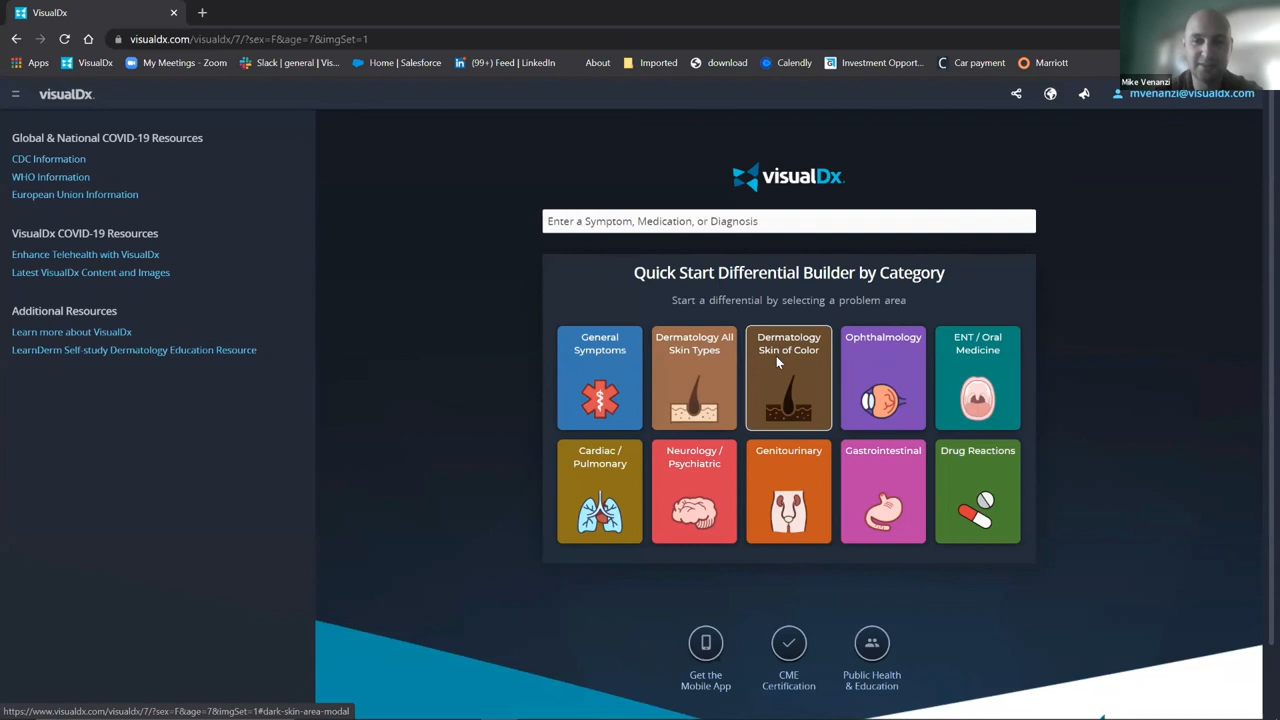 VisualDx
visualdx.com/visualdx/7/?sex=F&age=7&imgSet=1
Apps
VisualDx
My Meetings - Zoom
Slack | general | Vis...
Home | Salesforce
(99+) Feed | LinkedIn
About
Imported
download
Calendly
Investment Opport...
Car payment
Marriott
Mike Venanzi
visualDx.
mvenanzi@visualdx.com
Global & National COVID-19 Resources
CDC Information
WHO Information
European Union Information
VisualDx COVID-19 Resources
Enhance Telehealth with VisualDx
Latest VisualDx Content and Images
Additional Resources
Learn more about VisualDx
LearnDerm Self-study Dermatology Education Resource
visualDx.
Enter a Symptom, Medication, or Diagnosis
Quick Start Differential Builder by Category
Start a differential by selecting a problem area
General
Symptoms
Dermatology All
Skin Types
Dermatology
Skin of Color
Ophthalmology
ENT / Oral
Medicine
Cardiac /
Pulmonary
Neurology /
Psychiatric
Genitourinary
Gastrointestinal
Drug Reactions
Get the
Mobile App
CME
Certification
Public Health
& Education
https://www.visualdx.com/visualdx/7/?sex=F&age=7&imgSet=1#dark-skin-area-modal